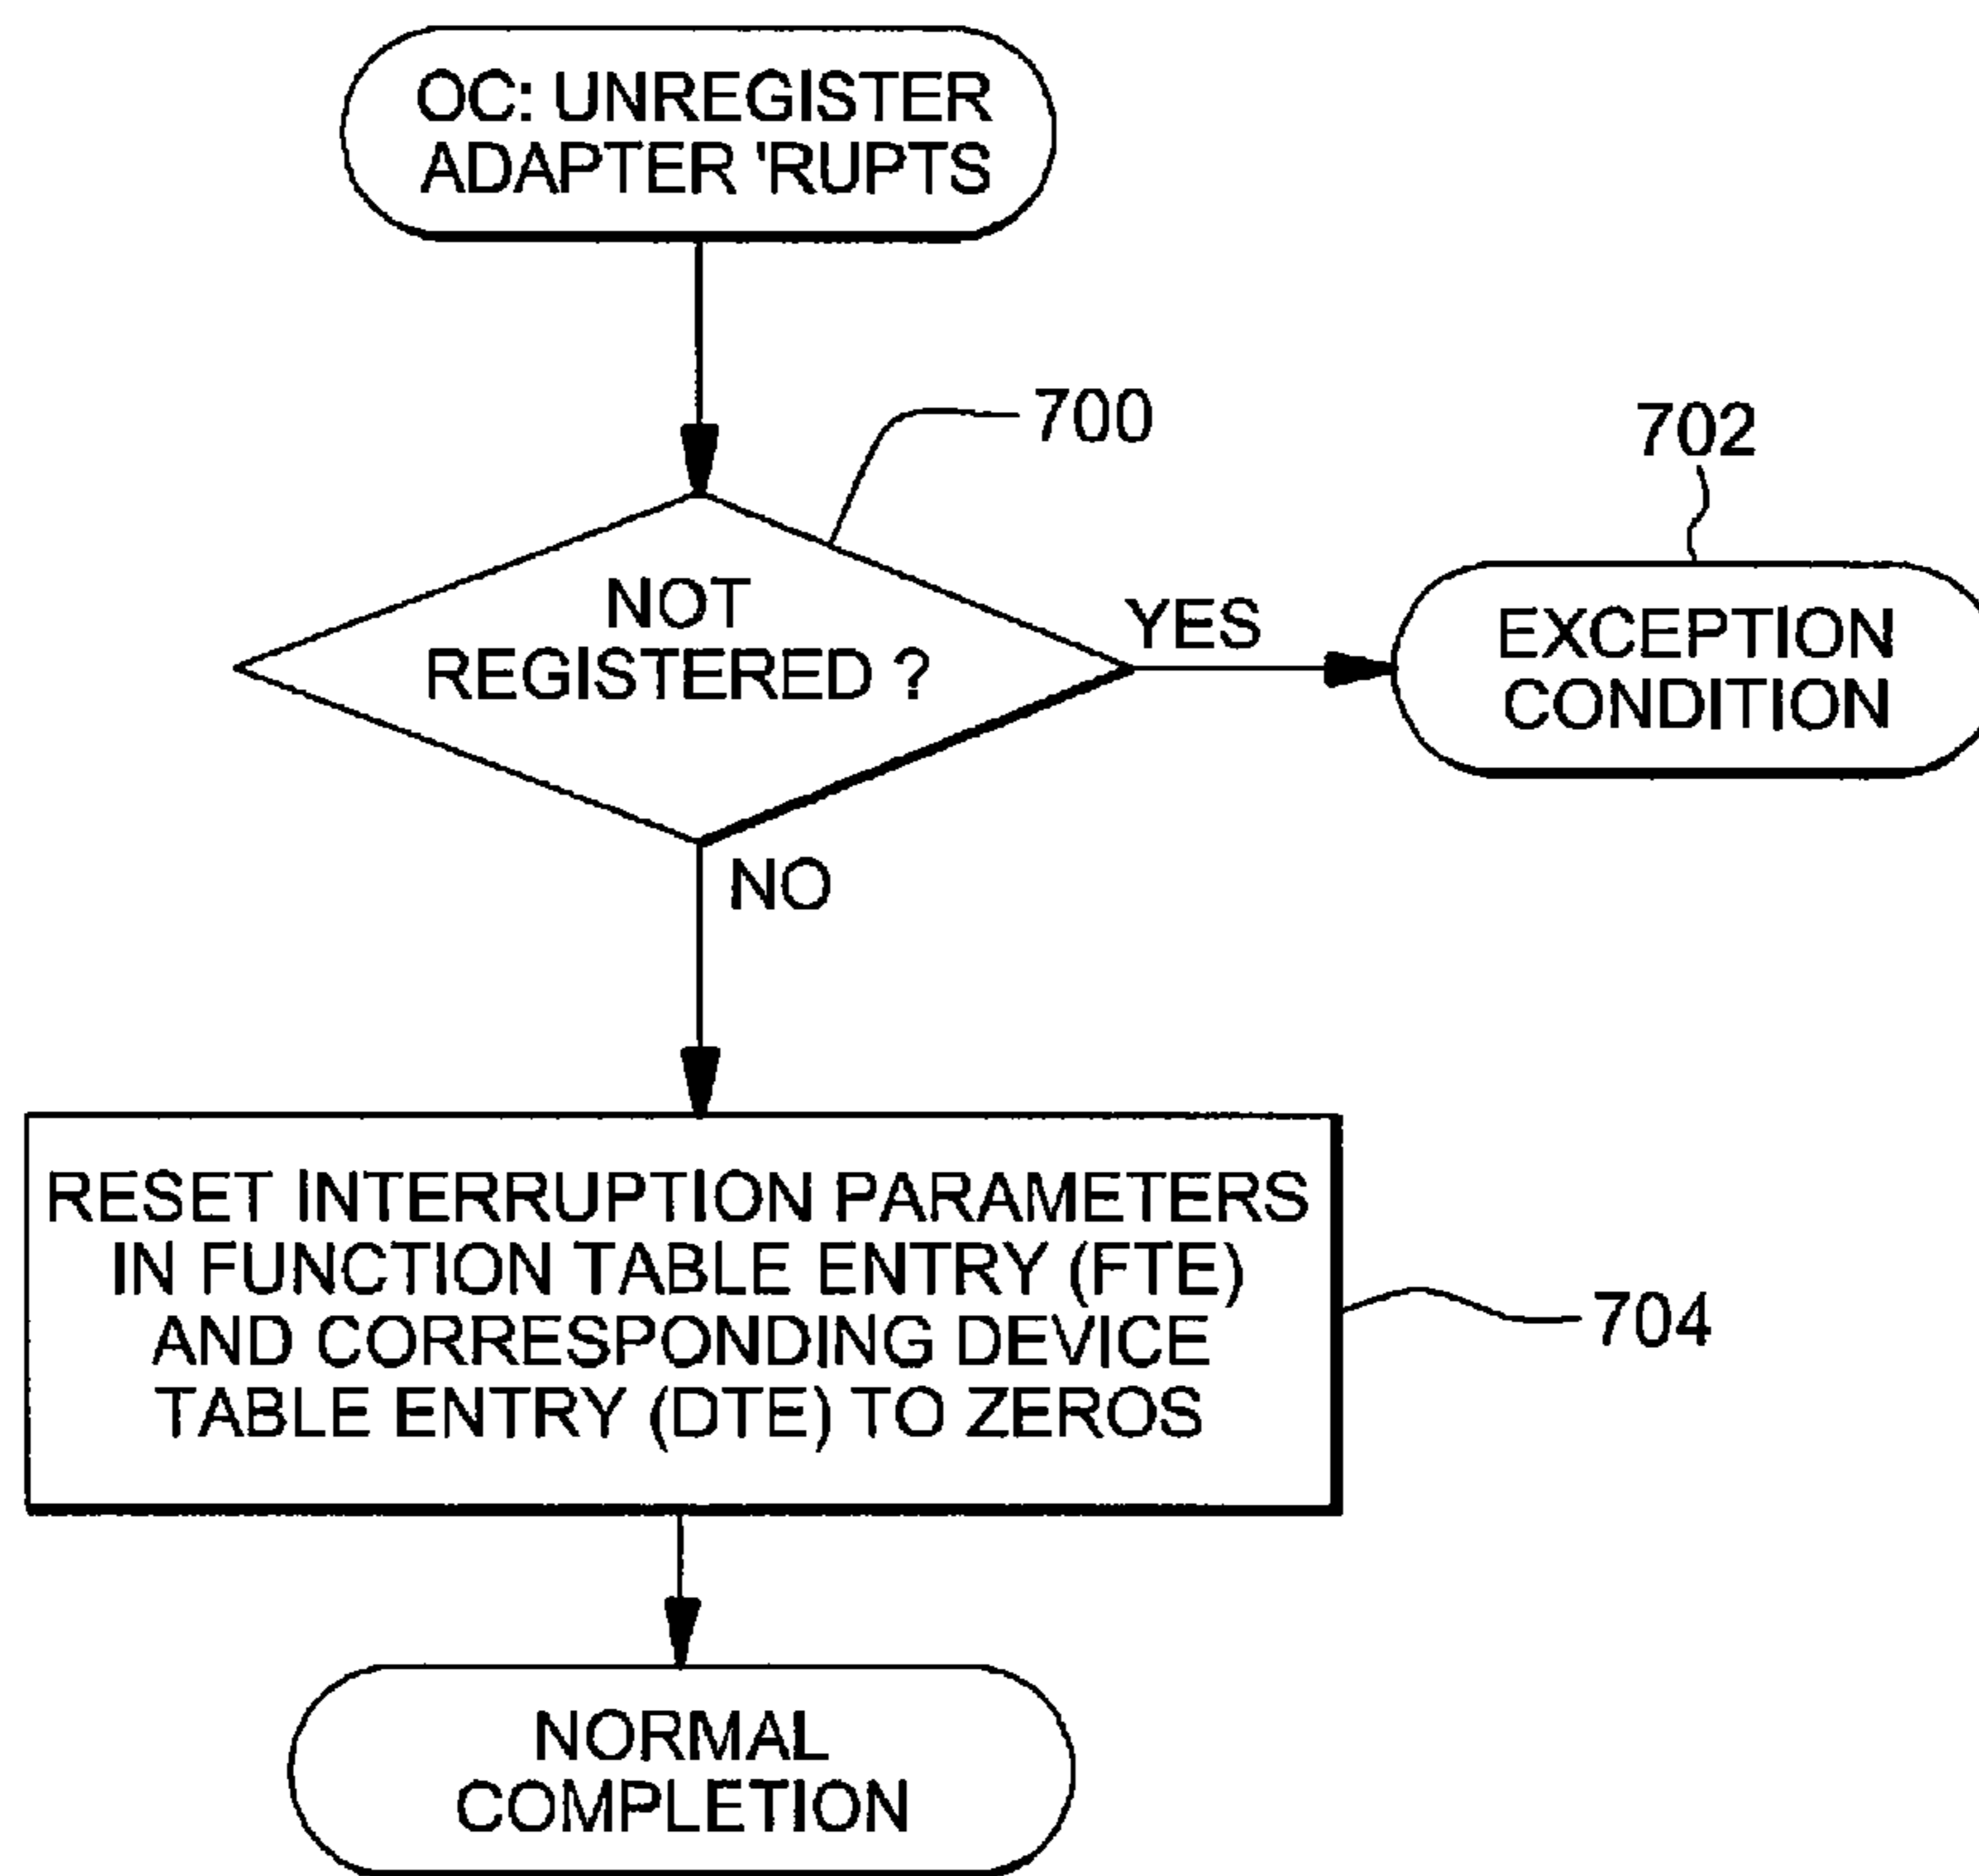 OC: UNREGISTER
ADAPTER 'RUPTS
700
702
NOT
REGISTERED ?
YES
EXCEPTION
CONDITION
NO
RESET INTERRUPTION PARAMETERS
IN FUNCTION TABLE ENTRY (FTE)
AND CORRESPONDING DEVICE
TABLE ENTRY (DTE) TO ZEROS
704
NORMAL
COMPLETION